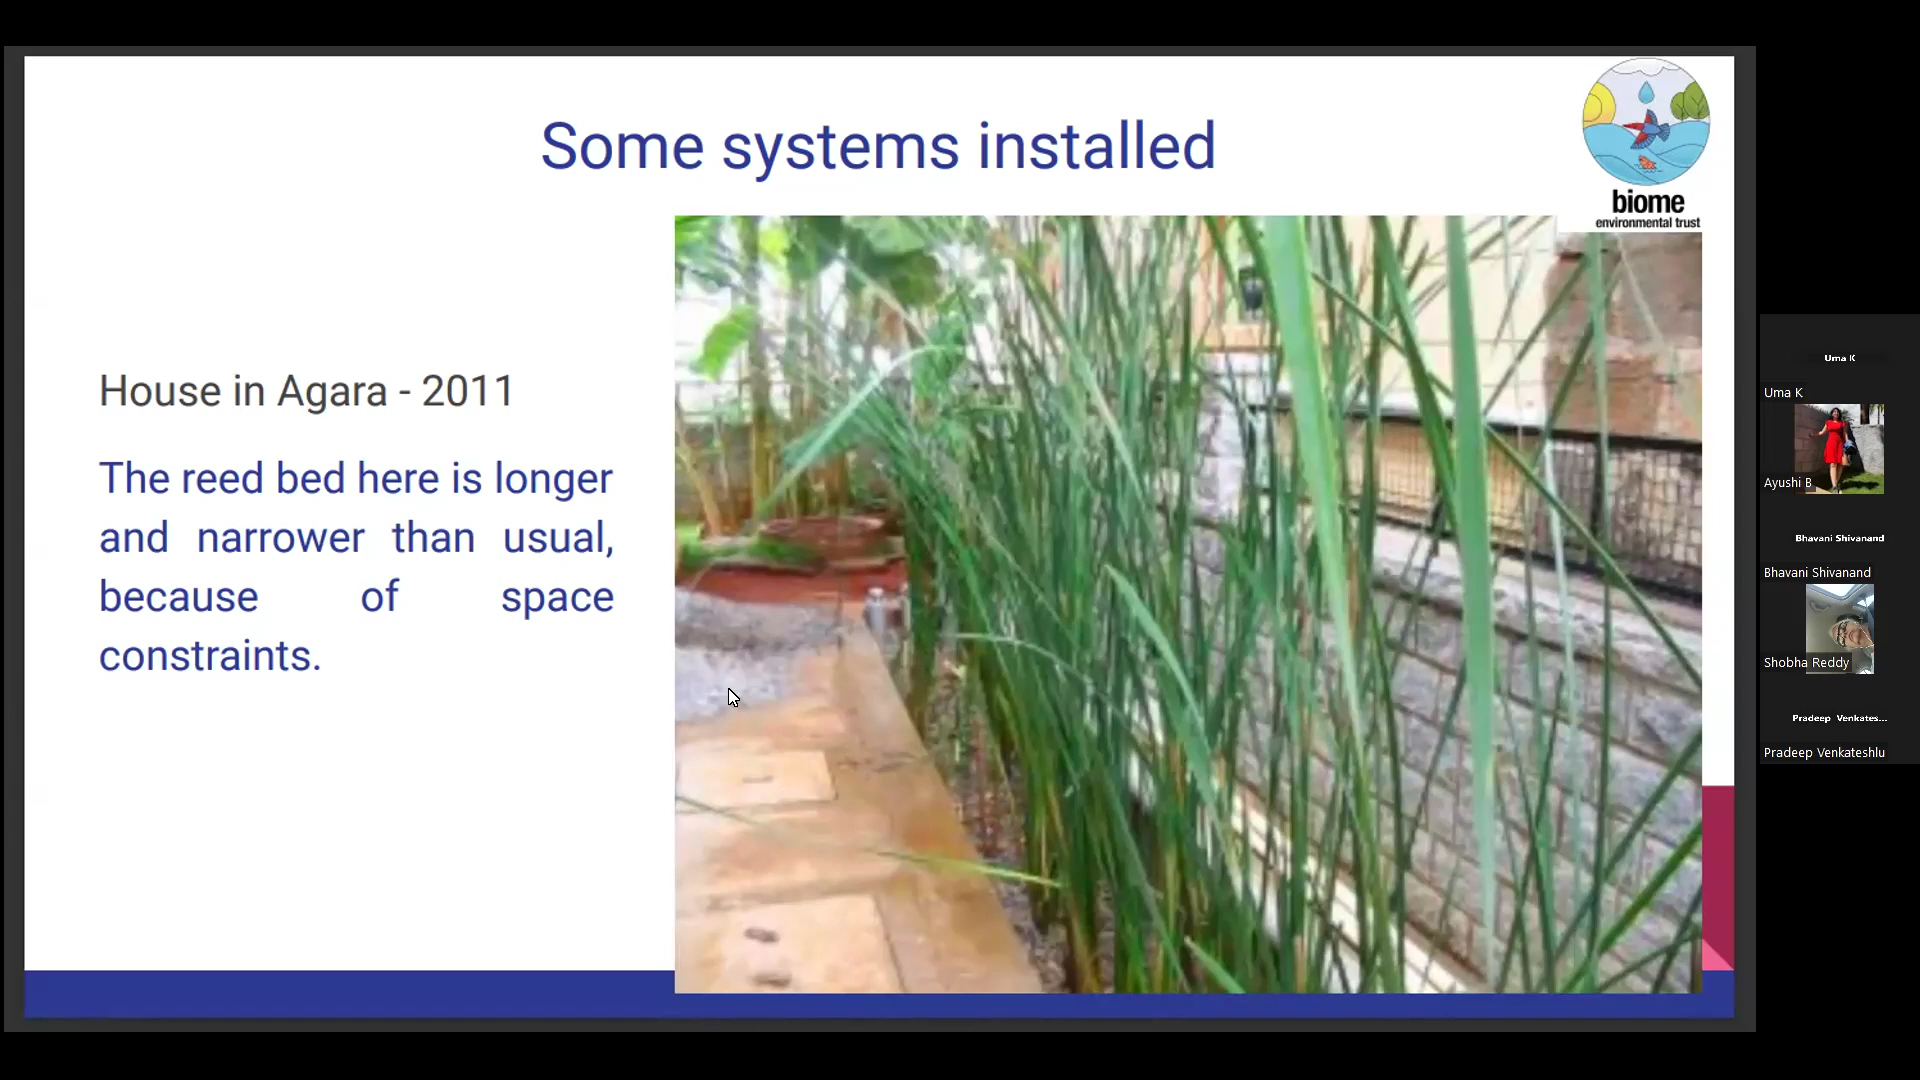 Some systems installed
biome
environmental trust
House in Agara - 2011
The reed bed here is longer
and narrower than usual,
because of space
constraints.
Uma K
Uma K
Ayushi B
Bhavani Shivanand
Bhavani Shivanand
Shobha Reddy
Pradeep Venkates...
Pradeep Venkateshlu